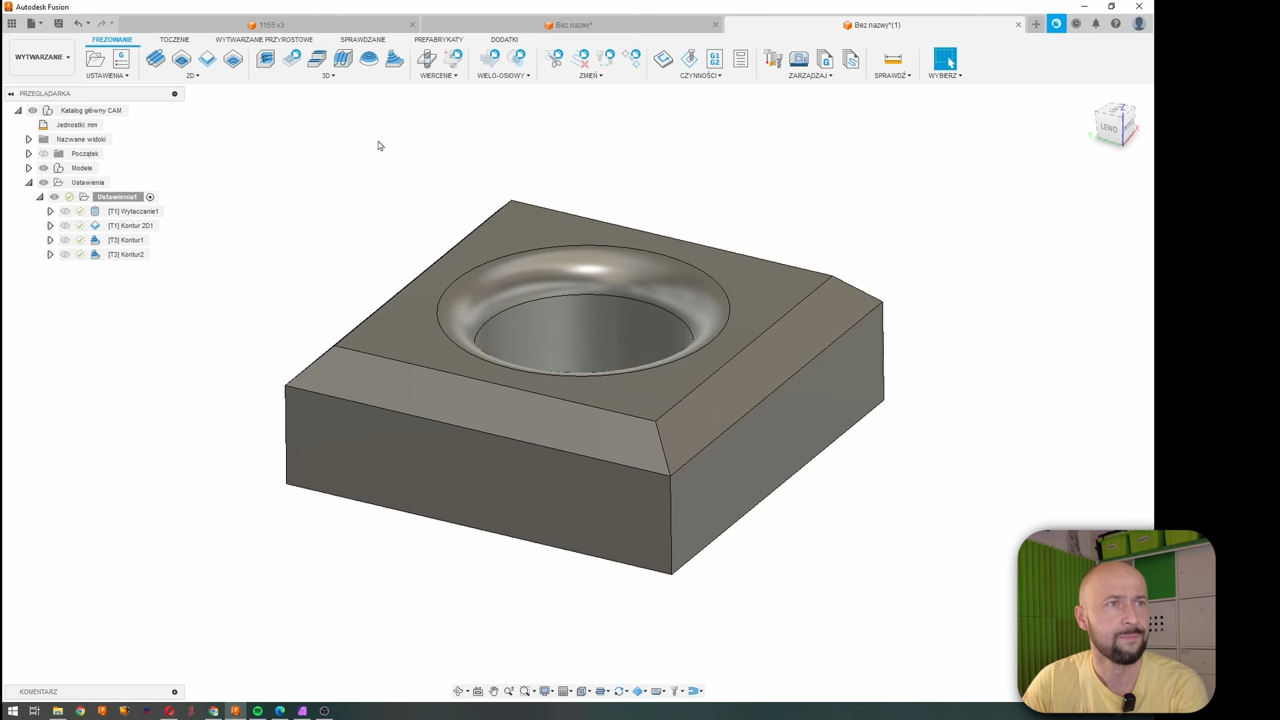 Autodesk Fusion
1155 v3
Bez nazwy*
Bez nazwy*(1)
WYTWARZANIE
FREZOWANIE
TOCZENIE
WYTWARZANIE PRZYROSTOWE
SPRAWDZANIE
PREFABRYKATY
DODATKI
USTAWIENIA
2D
3D
WIERCENIE
WIELO-OSIOWY
ZMIEŃ
CZYNNOŚCI
ZARZĄDZAJ
SPRAWDŹ
WYBIERZ
G1
G2
PRZEGLĄDARKA
Katalog główny CAM
Jednostki: mm
Nazwane widoki
Początek
Modele
Ustawienia
Ustawienia1
[T1] Wytaczanie1
[T1] Kontur 2D1
[T3] Kontur1
[T3] Kontur2
LEWO
Z
X
Y
KOMENTARZ